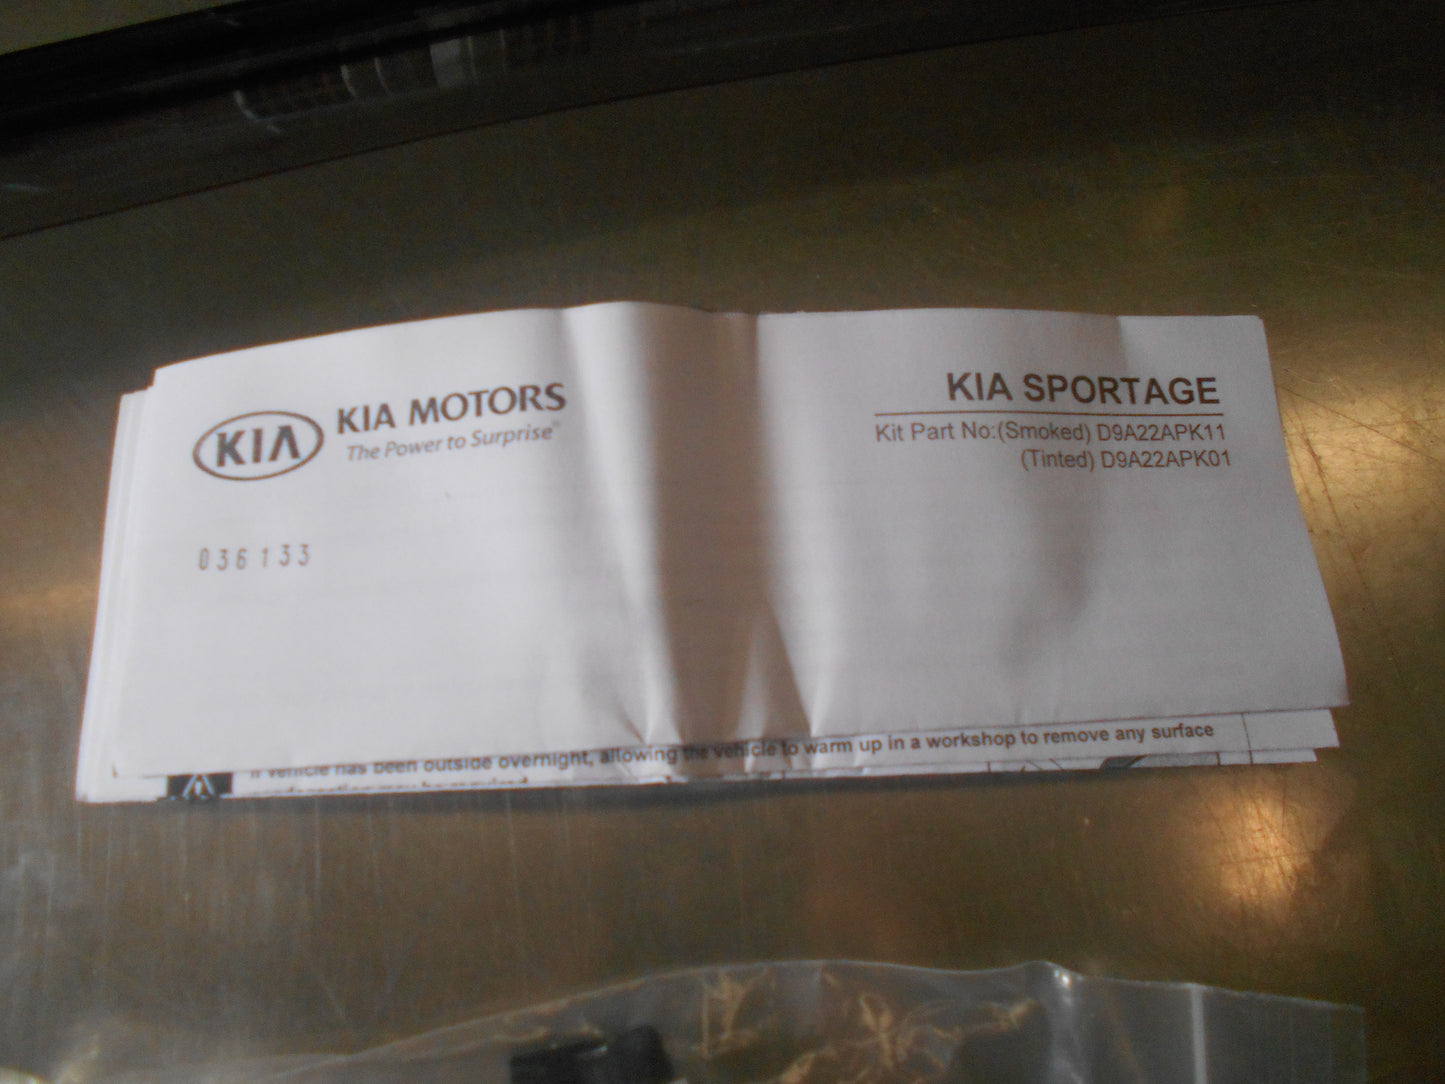 KIA
KIA MOTORS
The Power to Surprise
KIA SPORTAGE
Kit Part No:(Smoked) D9A22APK11
(Tinted) D9A22APK01
036133
If vehicle has been outside overnight, allowing the vehicle to warm up in a workshop to remove any surface